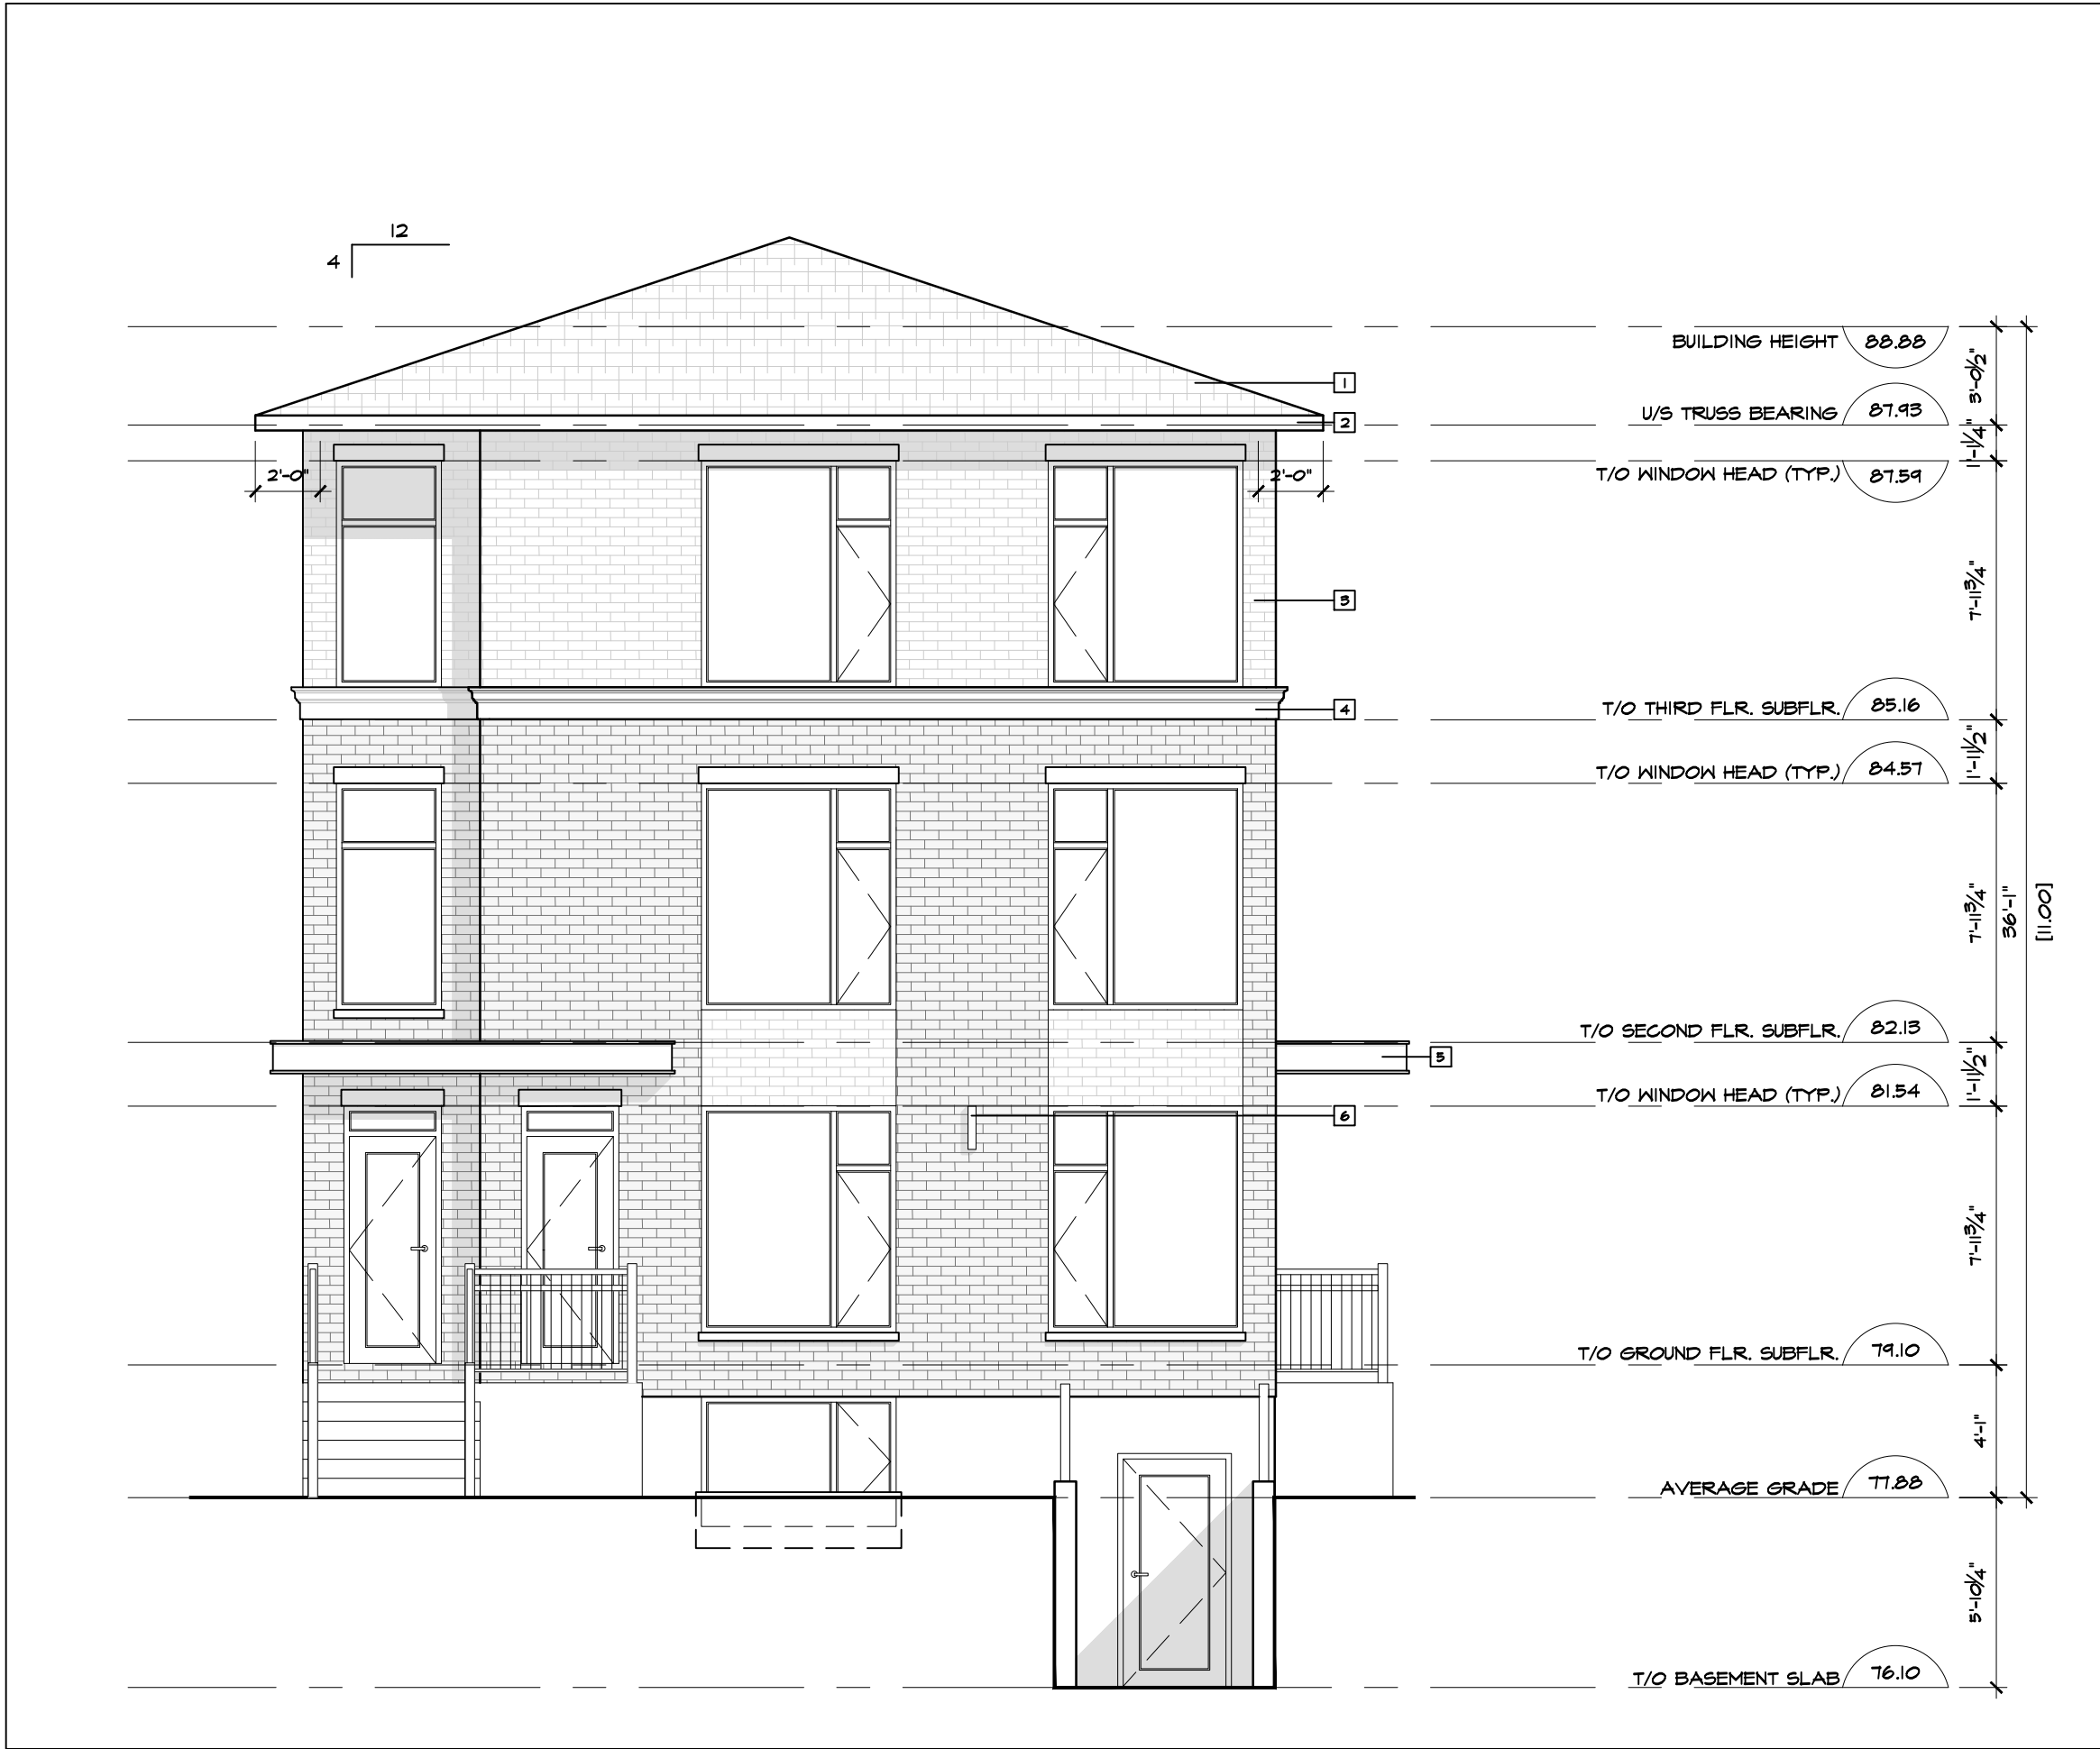 12
4
BUILDING HEIGHT 88.88
3'-0½"
1
U/S TRUSS BEARING 87.93
2
1'-1¼"
T/O WINDOW HEAD (TYP.) 87.59
2'-0"
2'-0"
7'-11¾"
3
T/O THIRD FLR. SUBFLR. 85.16
4
1'-11½"
T/O WINDOW HEAD (TYP.) 84.57
7'-11¾"
36'-1"
[11.00]
T/O SECOND FLR. SUBFLR. 82.13
5
1'-11½"
T/O WINDOW HEAD (TYP.) 81.54
6
7'-11¾"
T/O GROUND FLR. SUBFLR. 79.10
4'-1"
AVERAGE GRADE 77.88
5'-10¼"
T/O BASEMENT SLAB 76.10